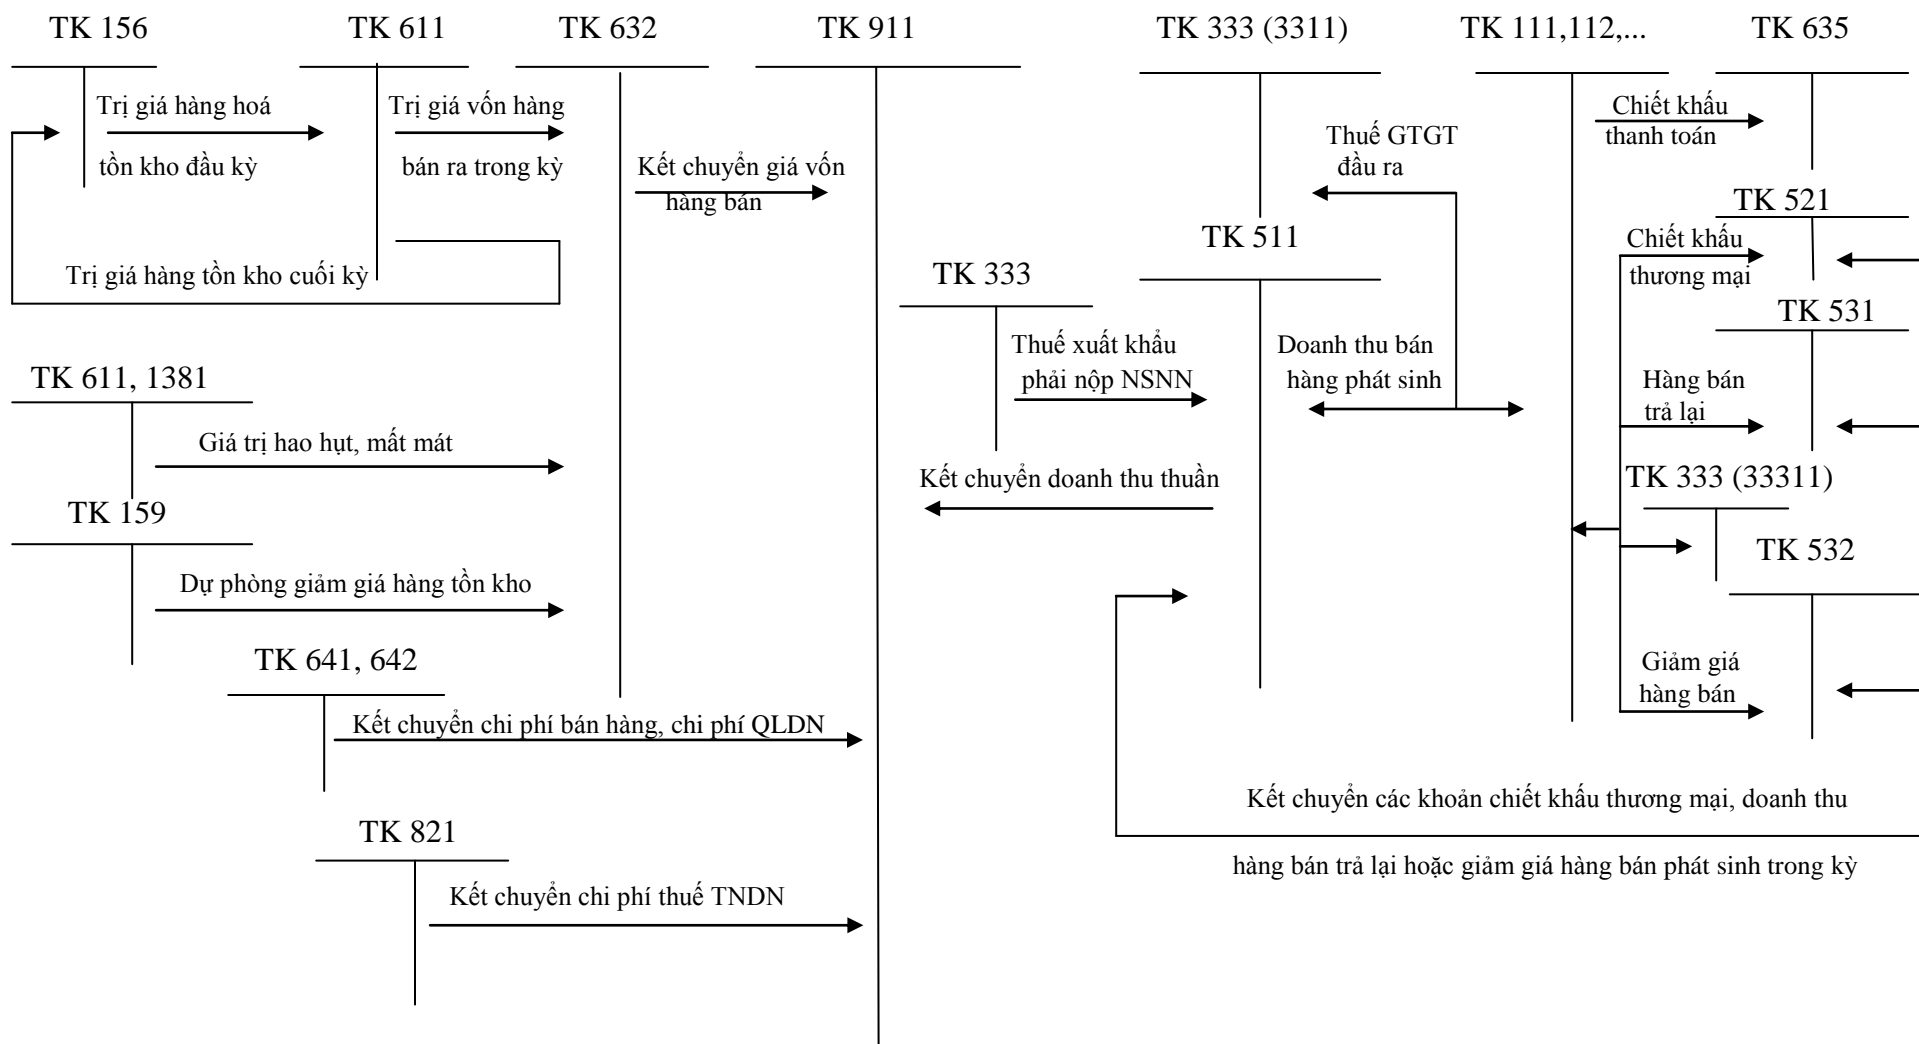 TK 156
TK 611
TK 632
TK 911
TK 333 (3311)
TK 111,112,...
TK 635
Trị giá hàng hoá
tồn kho đầu kỳ
Trị giá vốn hàng
bán ra trong kỳ
Kết chuyển giá vốn
hàng bán
Trị giá hàng tồn kho cuối kỳ
Thuế GTGT
đầu ra
Chiết khấu
thanh toán
TK 521
TK 511
Chiết khấu
thương mại
TK 333
TK 531
Thuế xuất khẩu
phải nộp NSNN
Doanh thu bán
hàng phát sinh
Hàng bán
trả lại
TK 611, 1381
Giá trị hao hụt, mất mát
Kết chuyển doanh thu thuần
TK 333 (33311)
TK 159
TK 532
Dự phòng giảm giá hàng tồn kho
TK 641, 642
Giảm giá
hàng bán
Kết chuyển chi phí bán hàng, chi phí QLDN
Kết chuyển các khoản chiết khấu thương mại, doanh thu
hàng bán trả lại hoặc giảm giá hàng bán phát sinh trong kỳ
TK 821
Kết chuyển chi phí thuế TNDN